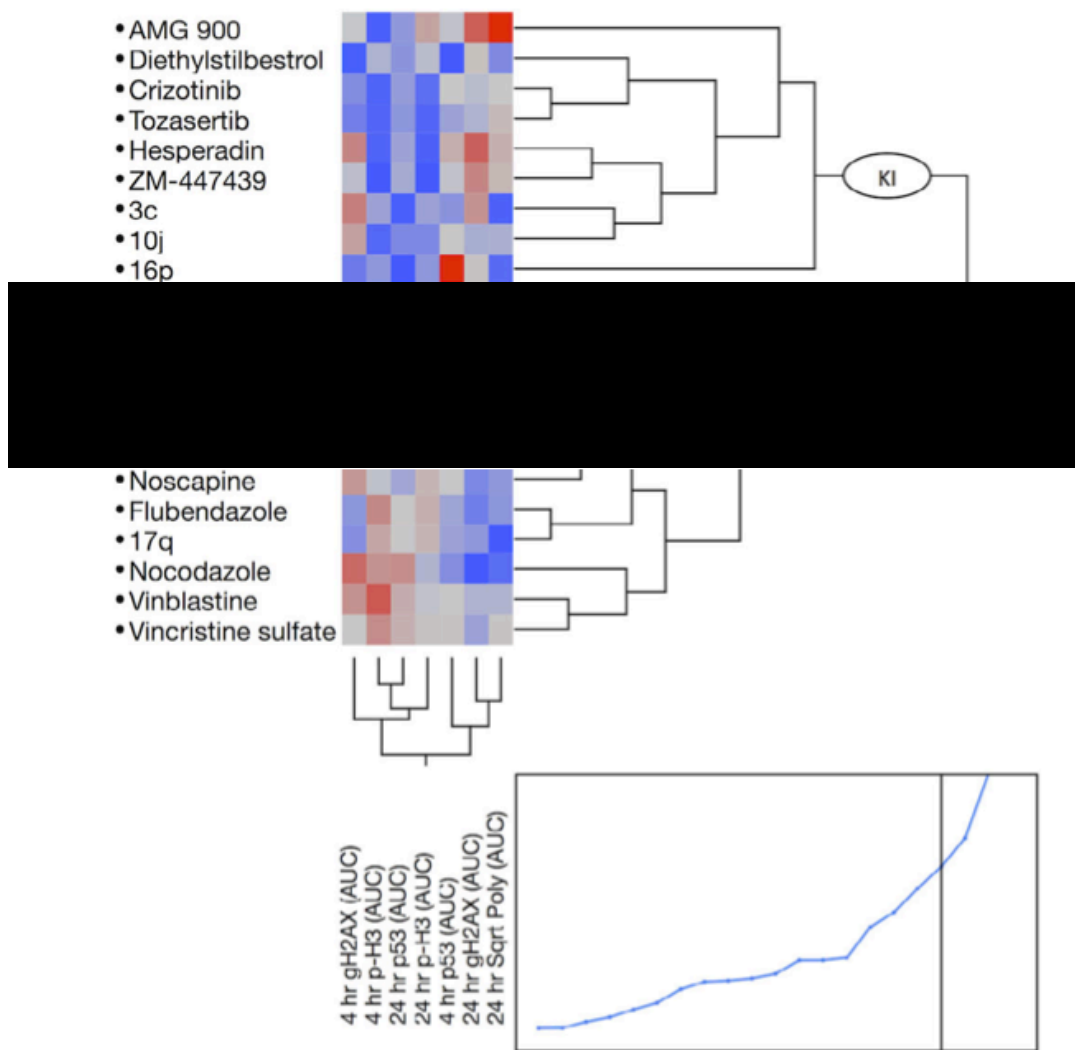 • AMG 900
• Diethylstilbestrol
• Crizotinib
• Tozasertib
• Hesperadin
• ZM-447439
• 3c
• 10j
• 16p
KI
• Noscapine
• Flubendazole
• 17q
• Nocodazole
• Vinblastine
• Vincristine sulfate
4 hr gH2AX (AUC)
4 hr p-H3 (AUC)
24 hr p53 (AUC)
24 hr p-H3 (AUC)
4 hr p53 (AUC)
24 hr gH2AX (AUC)
24 hr Sqrt Poly (AUC)